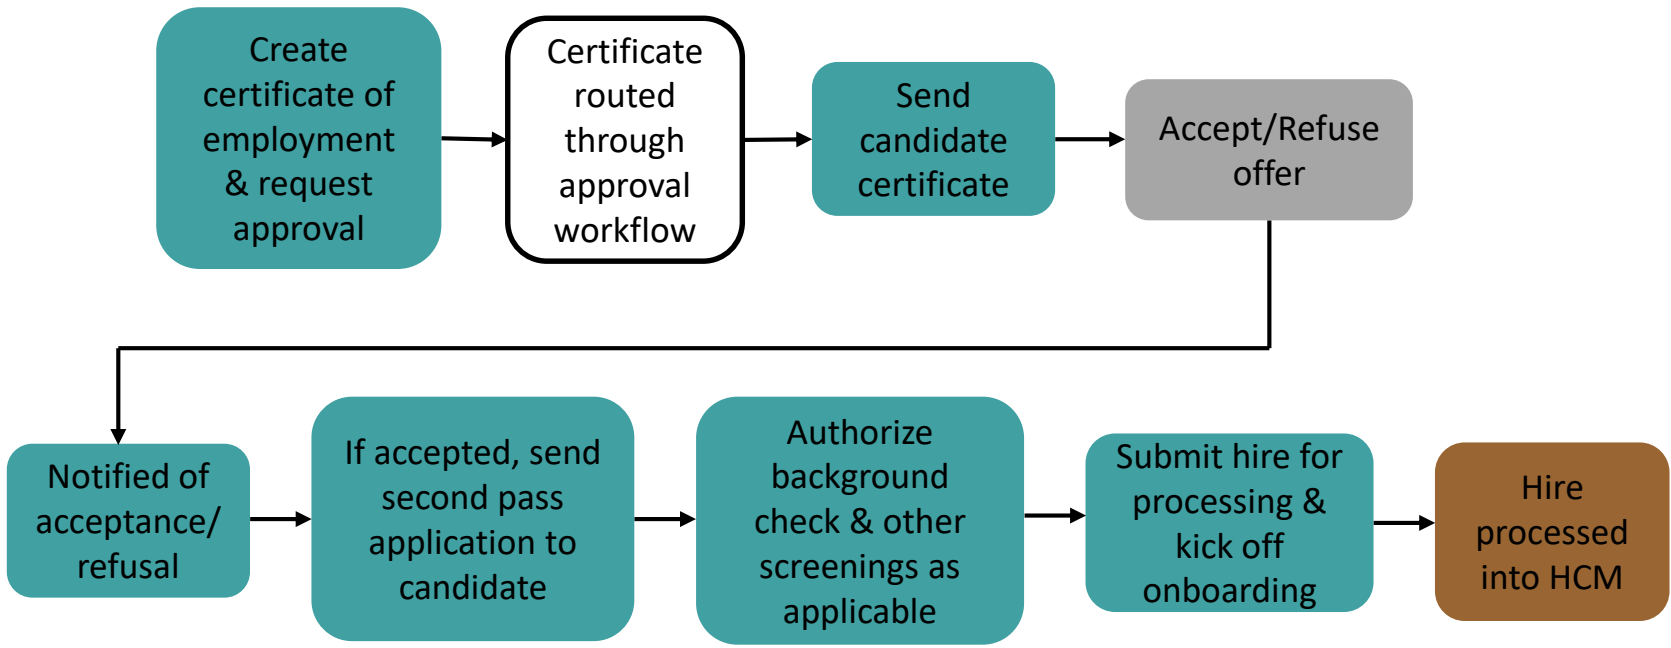 Create
certificate of
employment
& request
approval
Certificate
routed
through
approval
workflow
Send
candidate
certificate
Accept/Refuse
offer
Notified of
acceptance/
refusal
If accepted, send
second pass
application to
candidate
Authorize
background
check & other
screenings as
applicable
Submit hire for
processing &
kick off
onboarding
Hire
processed
into HCM